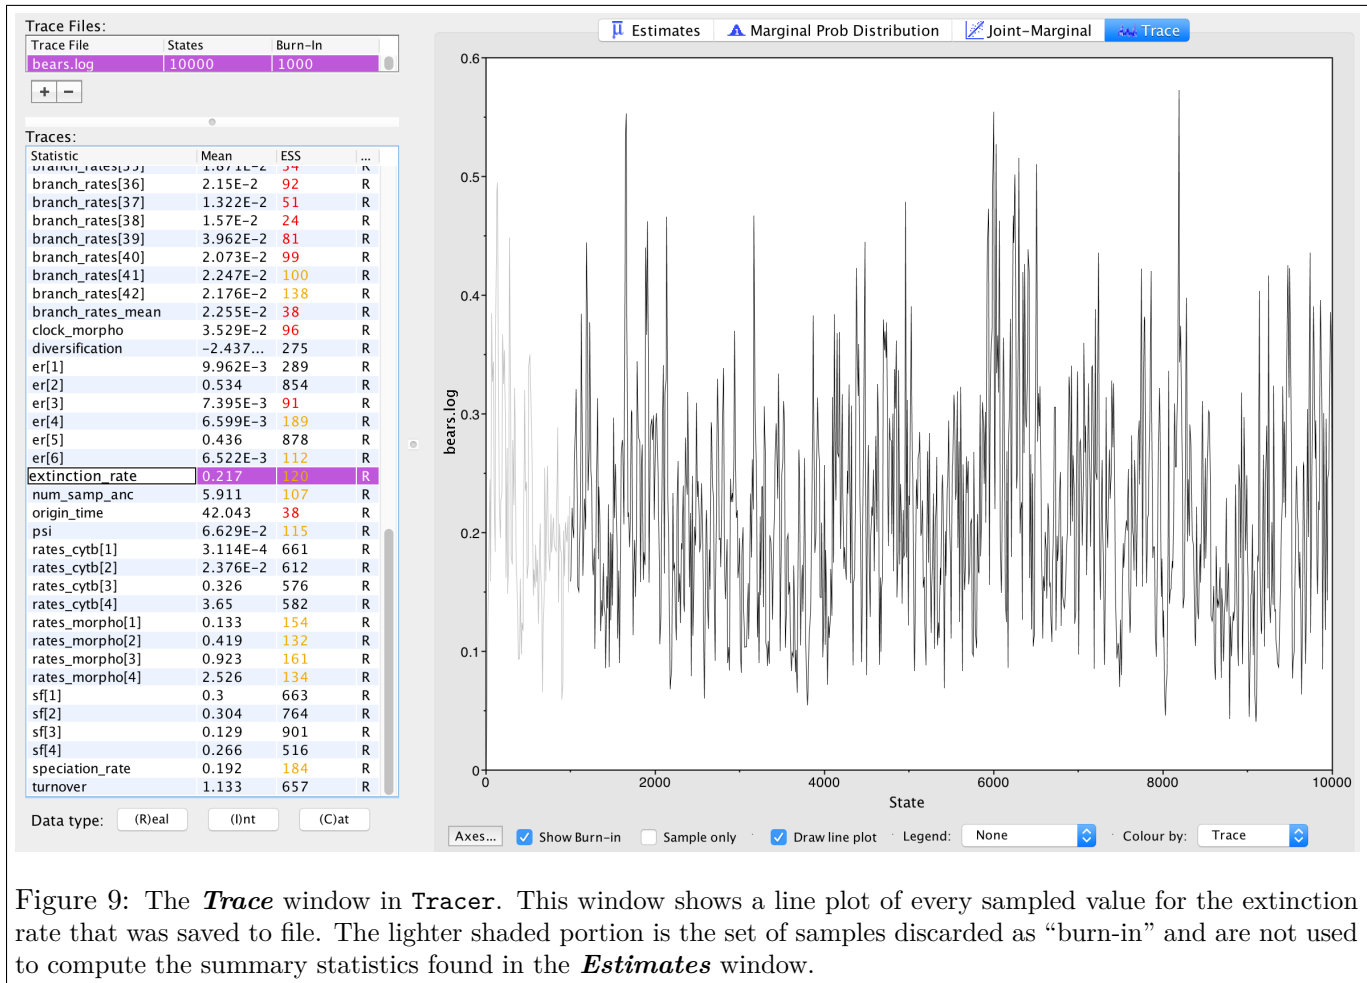 Trace Files:
Trace File States Burn-In
bears.log 10000 1000
+ −
Traces:
Statistic Mean ESS ...
branch_rates[35] 1.871E-2 54 R
branch_rates[36] 2.15E-2 92 R
branch_rates[37] 1.322E-2 51 R
branch_rates[38] 1.57E-2 24 R
branch_rates[39] 3.962E-2 81 R
branch_rates[40] 2.073E-2 99 R
branch_rates[41] 2.247E-2 100 R
branch_rates[42] 2.176E-2 138 R
branch_rates_mean 2.255E-2 38 R
clock_morpho 3.529E-2 96 R
diversification -2.437... 275 R
er[1] 9.962E-3 289 R
er[2] 0.534 854 R
er[3] 7.395E-3 91 R
er[4] 6.599E-3 189 R
er[5] 0.436 878 R
er[6] 6.522E-3 112 R
extinction_rate 0.217 120 R
num_samp_anc 5.911 107 R
origin_time 42.043 38 R
psi 6.629E-2 115 R
rates_cytb[1] 3.114E-4 661 R
rates_cytb[2] 2.376E-2 612 R
rates_cytb[3] 0.326 576 R
rates_cytb[4] 3.65 582 R
rates_morpho[1] 0.133 154 R
rates_morpho[2] 0.419 132 R
rates_morpho[3] 0.923 161 R
rates_morpho[4] 2.526 134 R
sf[1] 0.3 663 R
sf[2] 0.304 764 R
sf[3] 0.129 901 R
sf[4] 0.266 516 R
speciation_rate 0.192 184 R
turnover 1.133 657 R
Data type: (R)eal (I)nt (C)at
Estimates Marginal Prob Distribution Joint-Marginal Trace
0.6
0.5
0.4
0.3
0.2
0.1
0
bears.log
0 2000 4000 6000 8000 10000
State
Axes... Show Burn-in Sample only Draw line plot Legend: None Colour by: Trace
Figure 9: The Trace window in Tracer. This window shows a line plot of every sampled value for the extinction
rate that was saved to file. The lighter shaded portion is the set of samples discarded as “burn-in” and are not used
to compute the summary statistics found in the Estimates window.